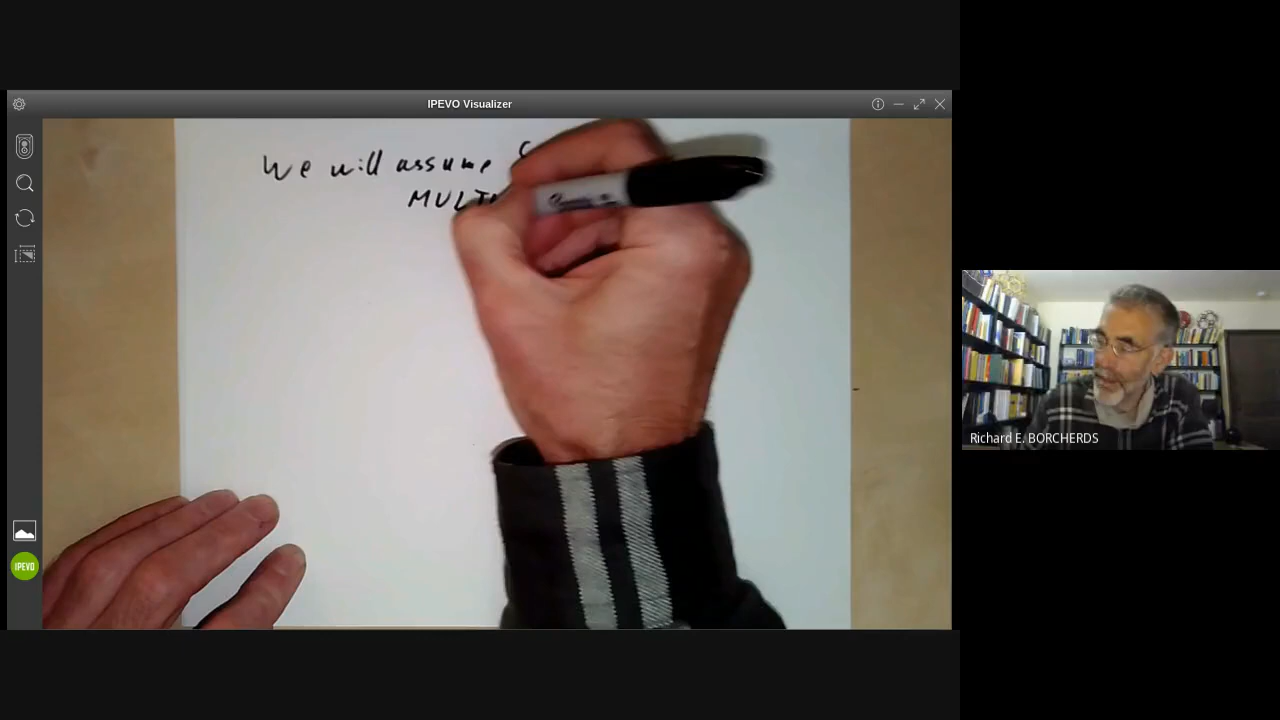 IPEVO Visualizer
We will assume
IPEVO
Richard E. BORCHERDS